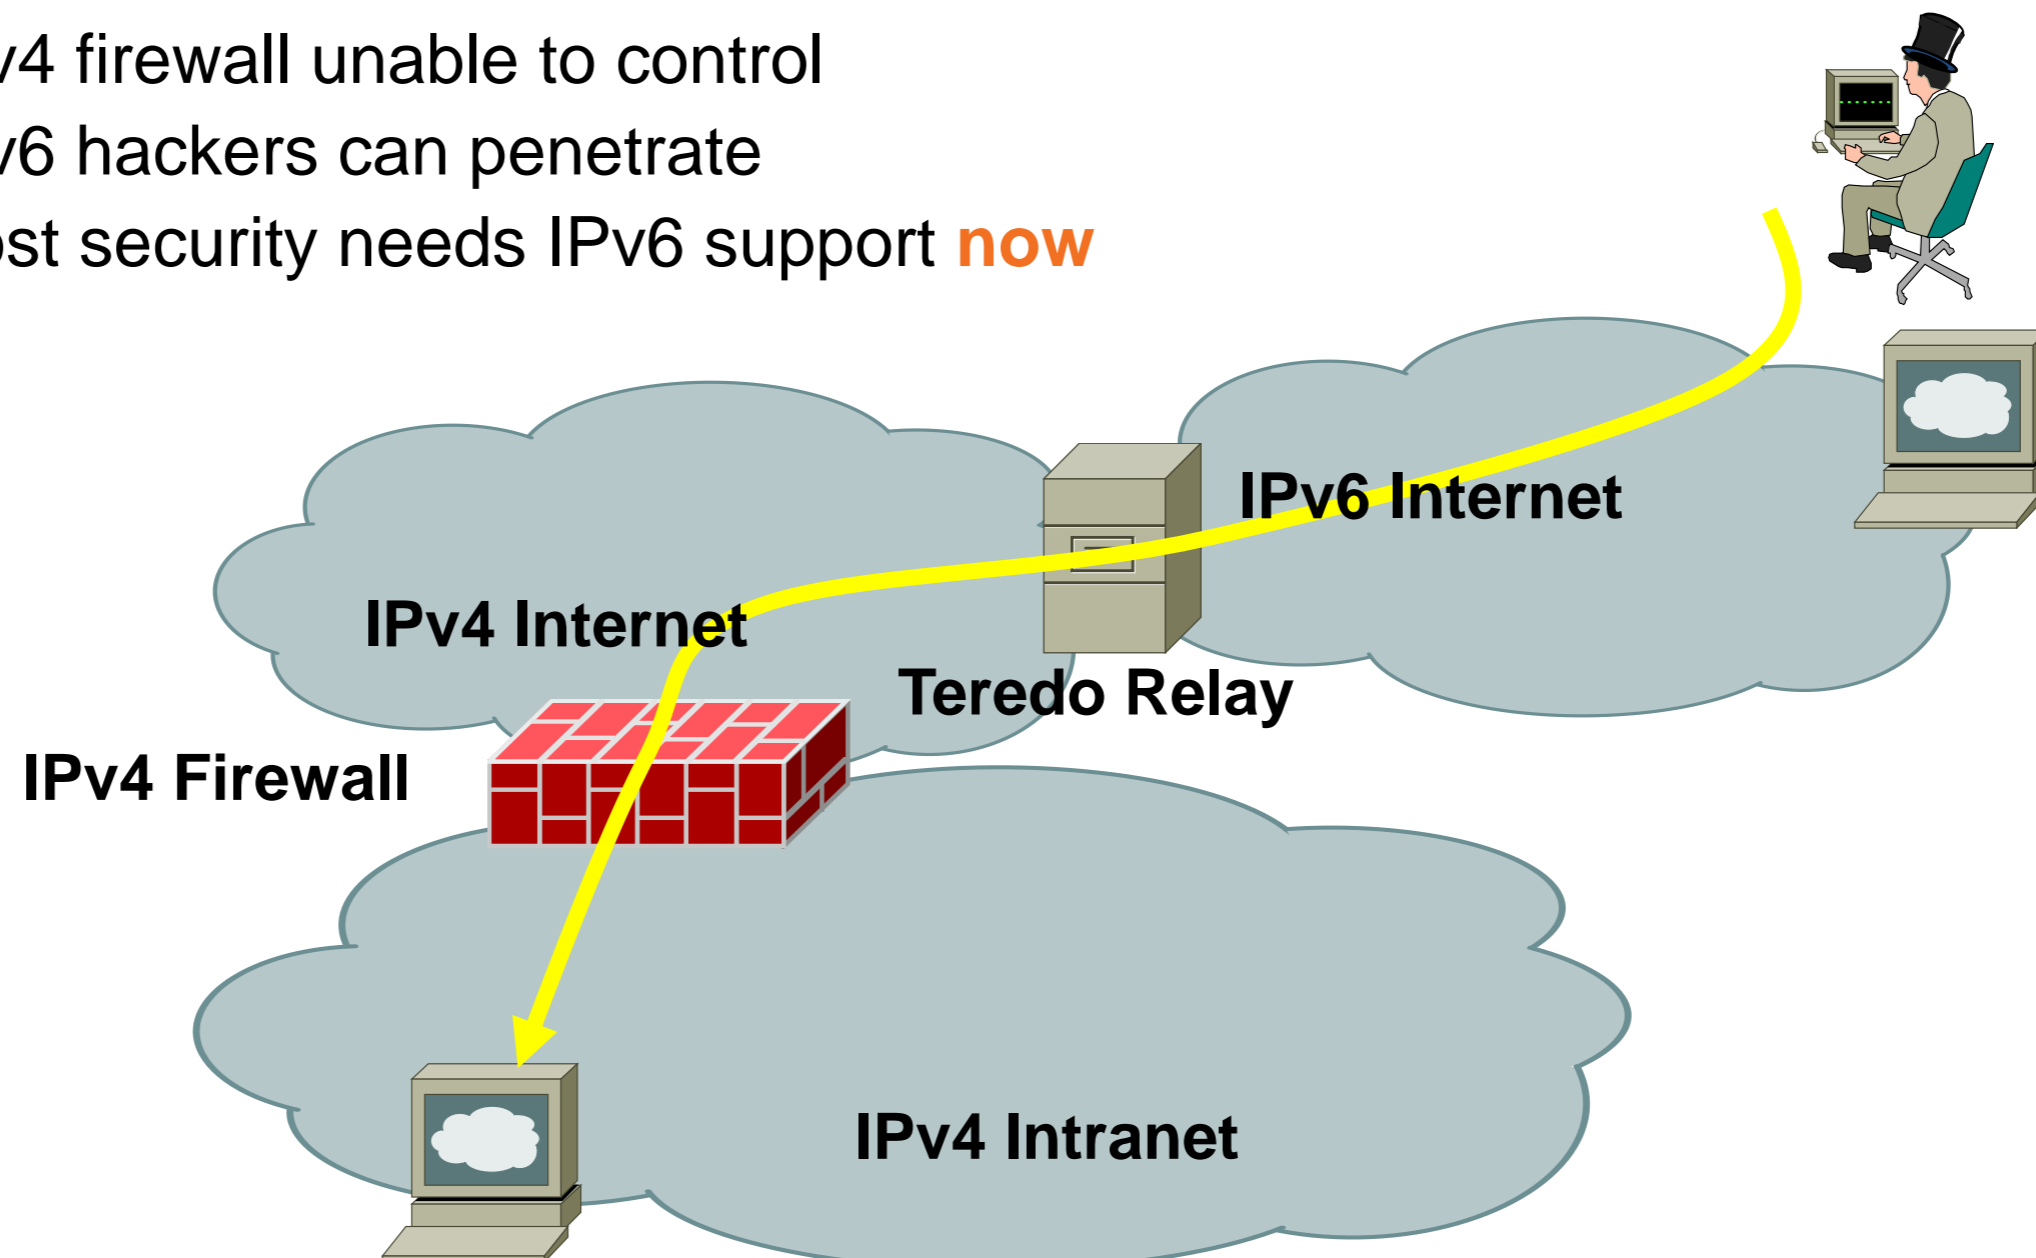 v4 firewall unable to control
v6 hackers can penetrate
ost security needs IPv6 support now
IPv6 Internet
IPv4 Internet
Teredo Relay
IPv4 Firewall
IPv4 Intranet